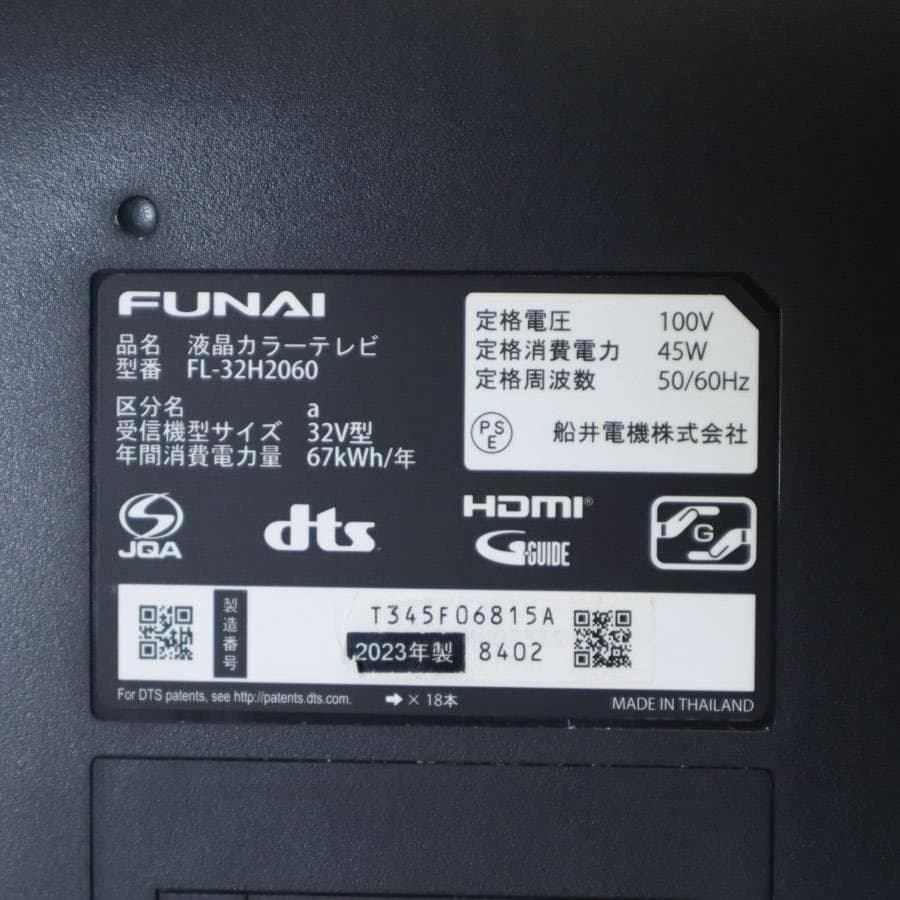 FUNAI
品名 液晶カラーテレビ
型番 FL-32H2060
区分名 a
受信機型サイズ 32V型
年間消費電力量 67kWh/年
定格電圧 100V
定格消費電力 45W
定格周波数 50/60Hz
PSE 船井電機株式会社
JQA
dts
HDMI®
G-GUIDE
G
製造番号
T345F06815A
2023年製 8402
For DTS patents, see http://patents.dts.com.
➡ × 18本
MADE IN THAILAND